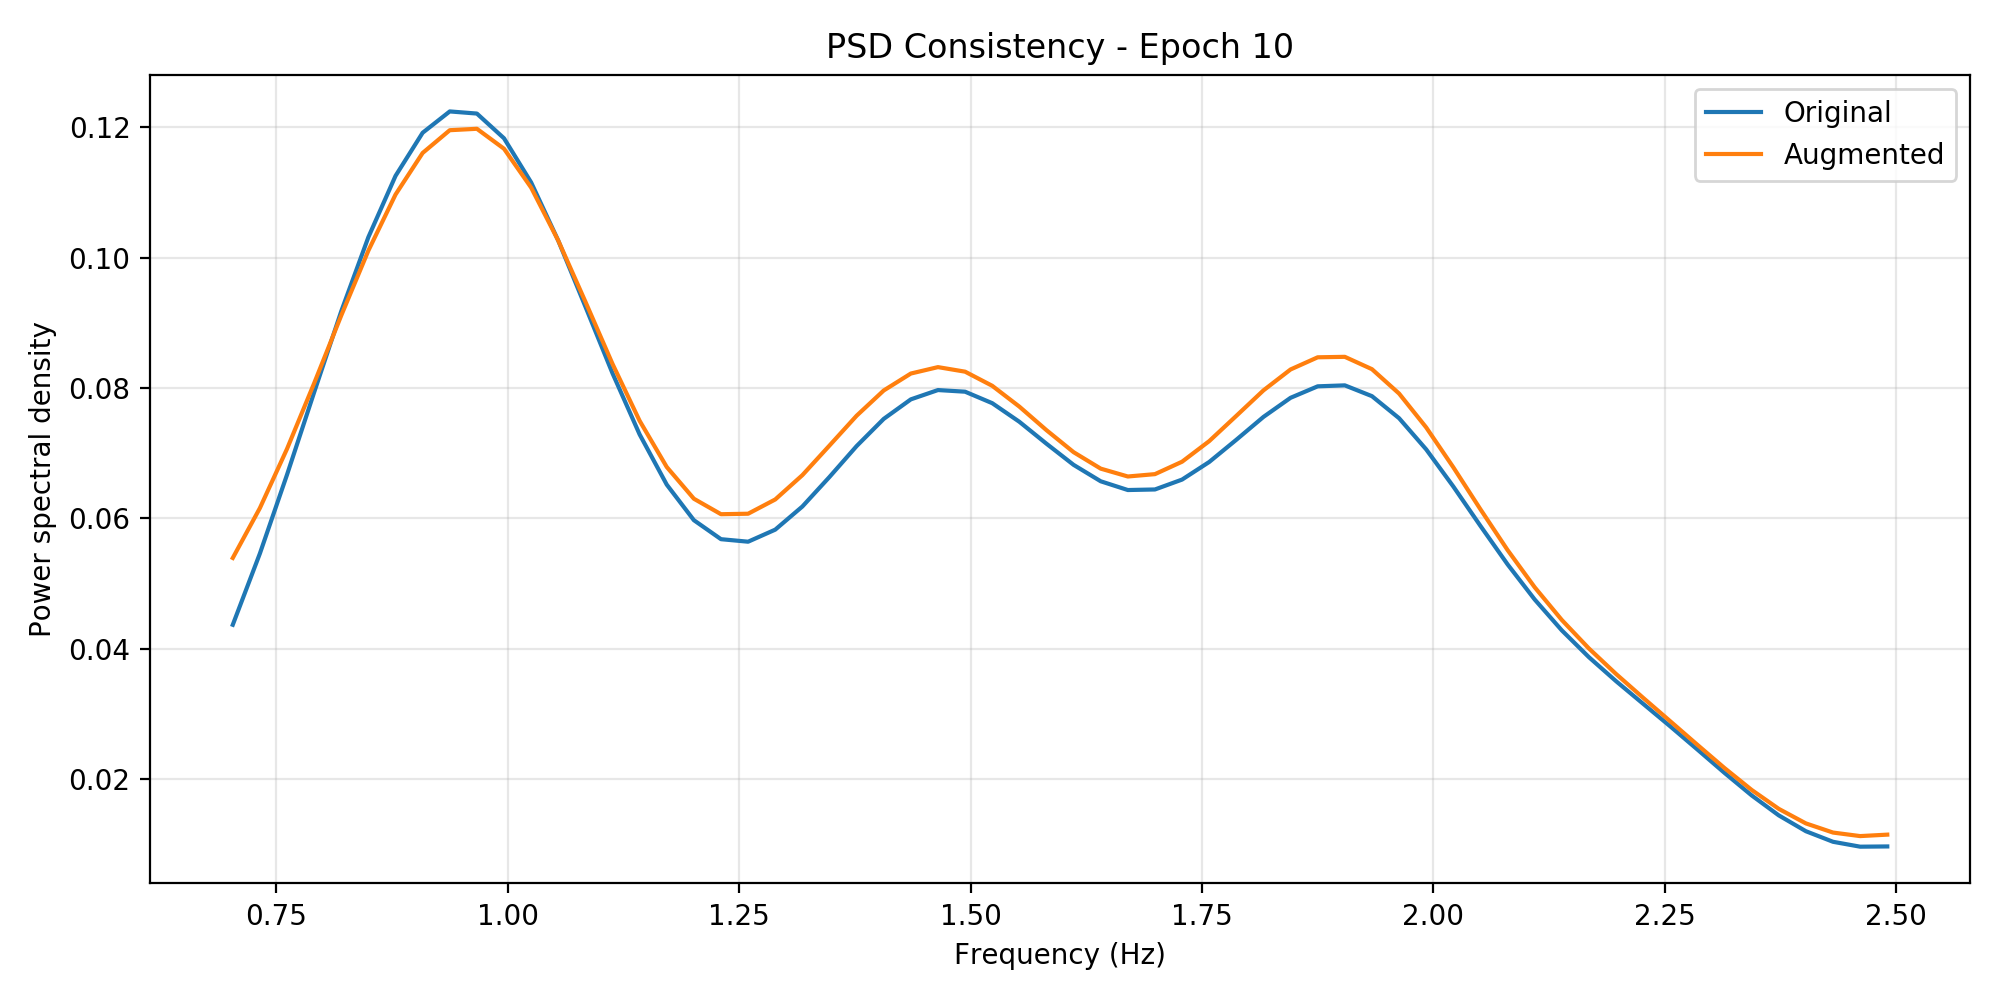 PSD Consistency - Epoch 10
Original
Augmented
Power spectral density
0.12
0.10
0.08
0.06
0.04
0.02
0.75 1.00 1.25 1.50 1.75 2.00 2.25 2.50
Frequency (Hz)